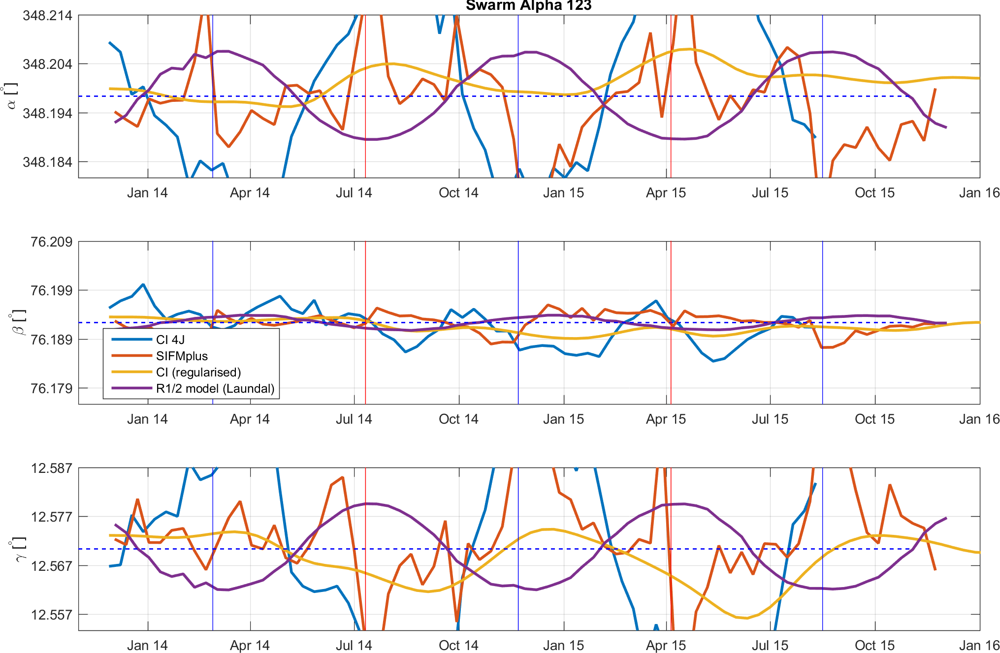 Swarm Alpha 123
348.214
348.204
348.194
348.184
α [°]
Jan 14 Apr 14 Jul 14 Oct 14 Jan 15 Apr 15 Jul 15 Oct 15 Jan 16
76.209
76.199
76.189
76.179
β [°]
CI 4J
SIFMplus
CI (regularised)
R1/2 model (Laundal)
Jan 14 Apr 14 Jul 14 Oct 14 Jan 15 Apr 15 Jul 15 Oct 15 Jan 16
12.587
12.577
12.567
12.557
γ [°]
Jan 14 Apr 14 Jul 14 Oct 14 Jan 15 Apr 15 Jul 15 Oct 15 Jan 16